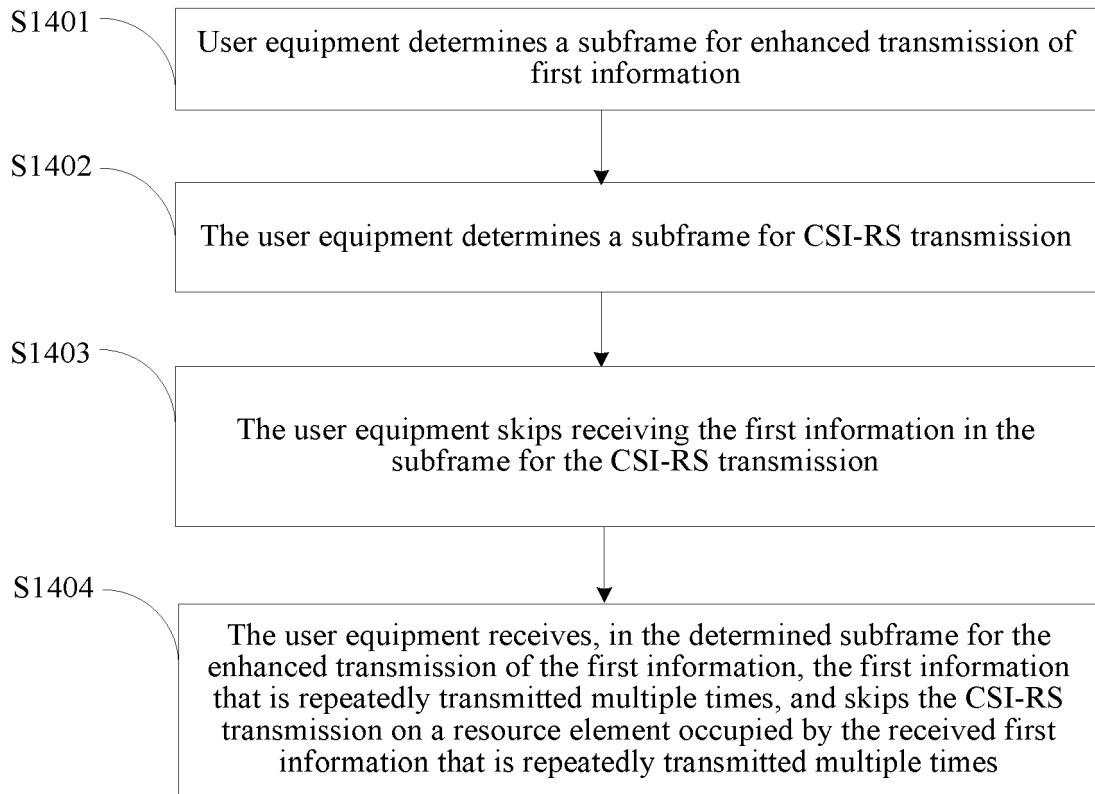 S1401
User equipment determines a subframe for enhanced transmission of
first information
S1402
The user equipment determines a subframe for CSI-RS transmission
S1403
The user equipment skips receiving the first information in the
subframe for the CSI-RS transmission
S1404
The user equipment receives, in the determined subframe for the
enhanced transmission of the first information, the first information
that is repeatedly transmitted multiple times, and skips the CSI-RS
transmission on a resource element occupied by the received first
information that is repeatedly transmitted multiple times